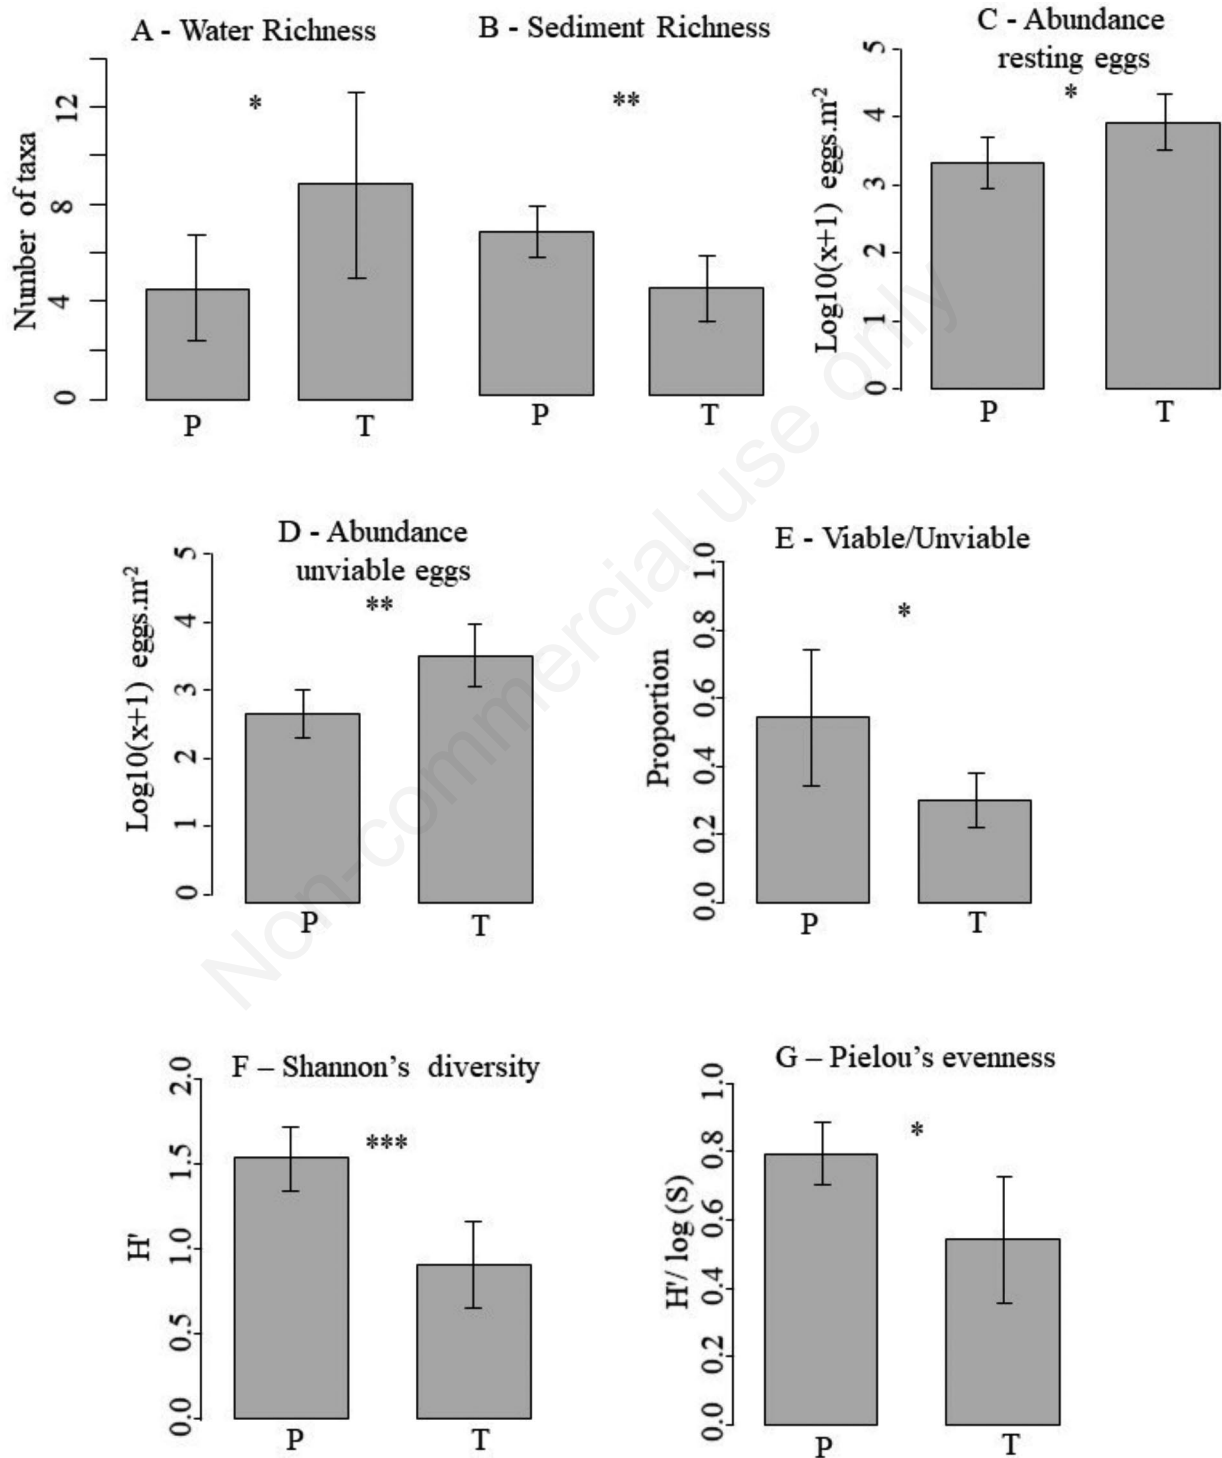 A - Water Richness
*
Number of taxa
0
4
8
12
P
T
B - Sediment Richness
**
P
T
C - Abundance
resting eggs
*
Log10(x+1) eggs.m-2
0
1
2
3
4
5
P
T
D - Abundance
unviable eggs
**
Log10(x+1) eggs.m-2
0
1
2
3
4
5
P
T
E - Viable/Unviable
*
Proportion
0.0
0.2
0.4
0.6
0.8
1.0
P
T
F – Shannon’s diversity
***
H'
0.0
0.5
1.0
1.5
2.0
P
T
G – Pielou’s evenness
*
H'/ log (S)
0.0
0.2
0.4
0.6
0.8
1.0
P
T
Non-commercial use only